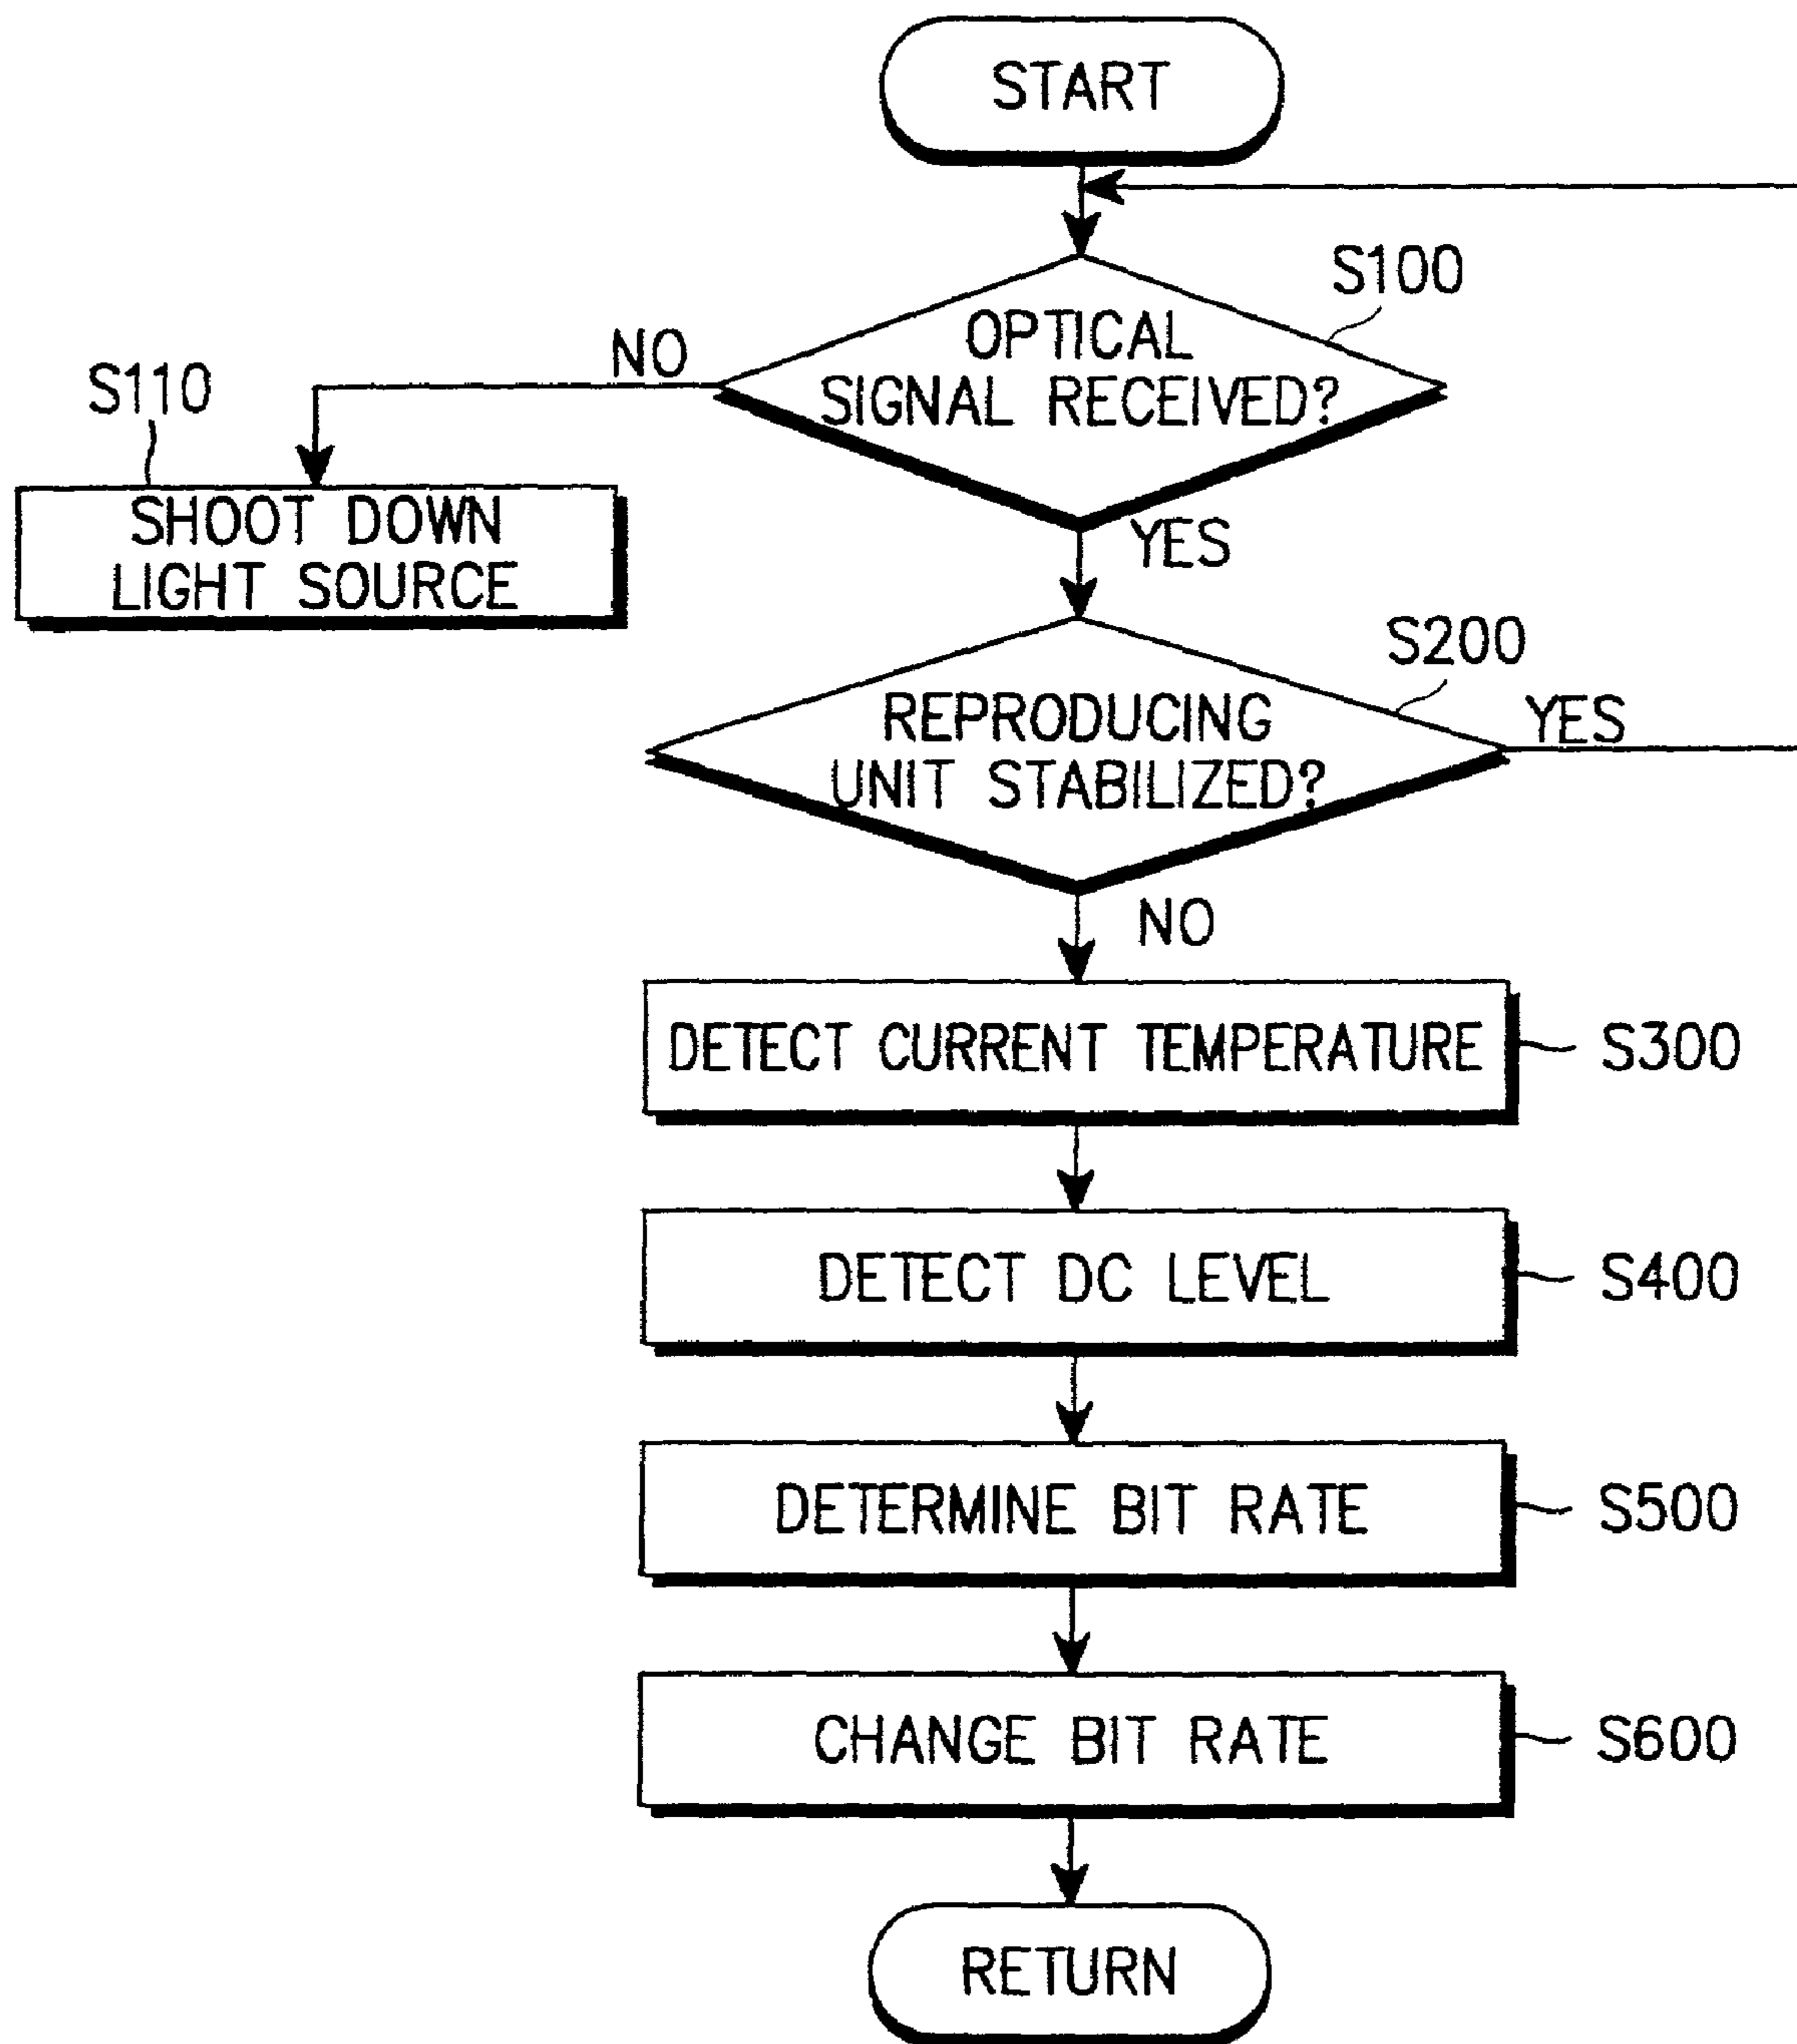 START
S100
OPTICAL
SIGNAL RECEIVED?
NO
S110
SHOOT DOWN
LIGHT SOURCE
YES
S200
REPRODUCING
UNIT STABILIZED?
YES
NO
DETECT CURRENT TEMPERATURE
S300
DETECT DC LEVEL
S400
DETERMINE BIT RATE
S500
CHANGE BIT RATE
S600
RETURN